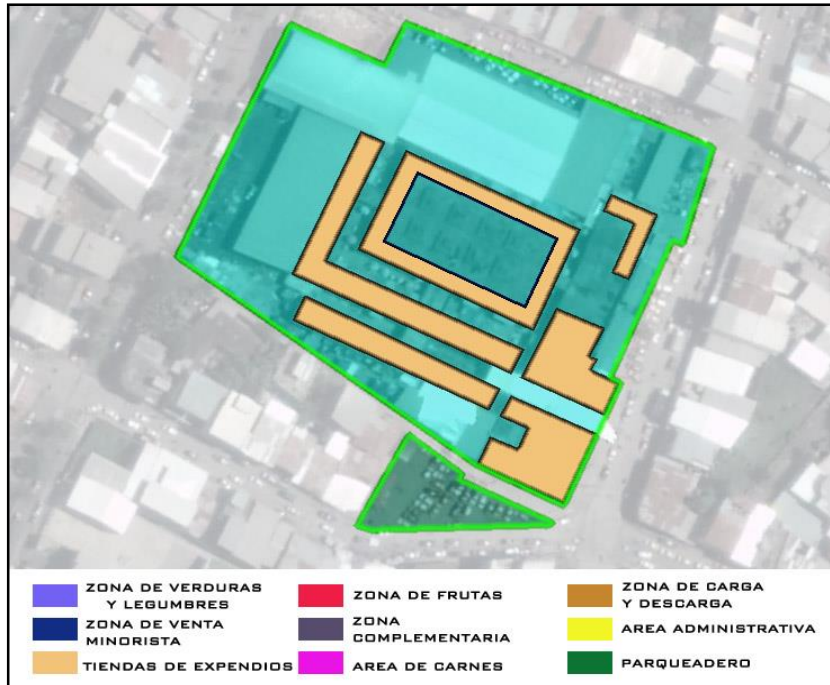 ZONA DE VERDURAS
Y LEGUMBRES
ZONA DE VENTA
MINORISTA
TIENDAS DE EXPENDIOS
ZONA DE FRUTAS
ZONA
COMPLEMENTARIA
AREA DE CARNES
ZONA DE CARGA
Y DESCARGA
AREA ADMINISTRATIVA
PARQUEADERO